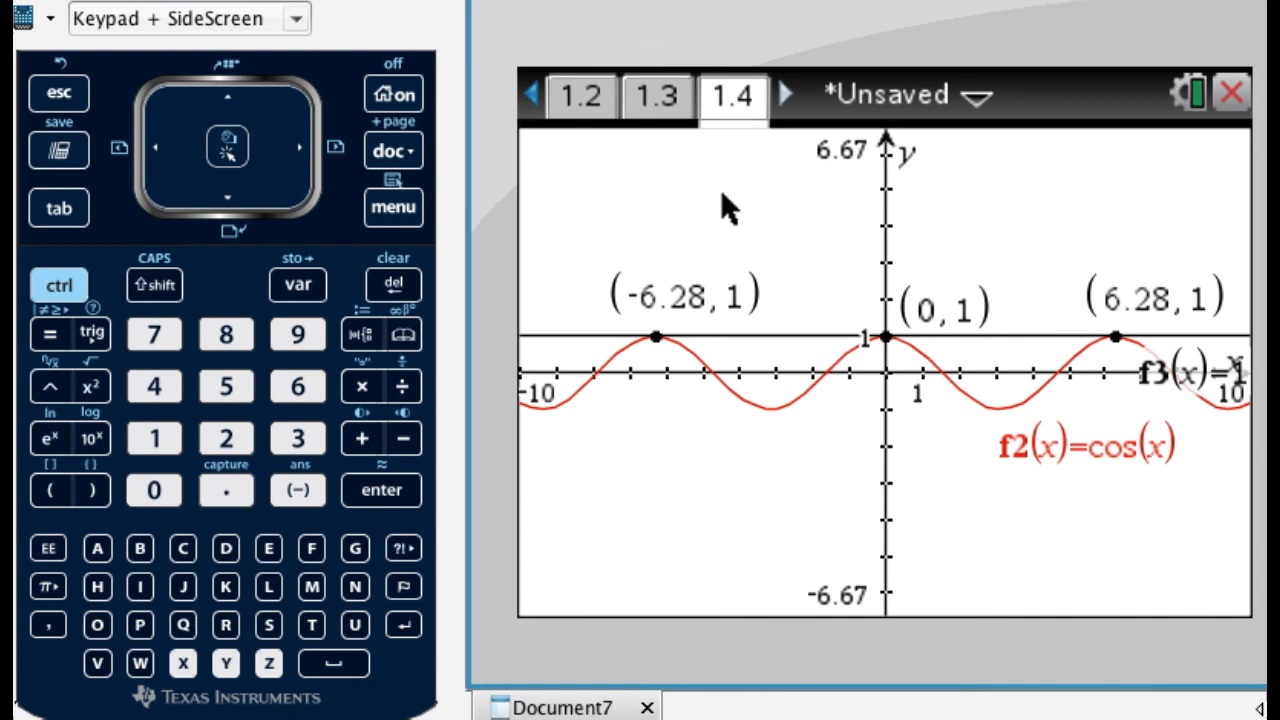 Keypad + SideScreen
off
esc
on
save
+ page
doc
tab
menu
CAPS
sto→
clear
ctrl
⇧shift
var
del
|≠≥▸
:=
∞β°
=
trig
7
8
9
ⁿ√x
√
"▫"
÷
^
x²
4
5
6
×
÷
ln
log
eˣ
10ˣ
1
2
3
+
−
[ ]
{ }
capture
ans
≈
(
)
0
.
(−)
enter
EE
A
B
C
D
E
F
G
?!▸
π▸
H
I
J
K
L
M
N
,
O
P
Q
R
S
T
U
V
W
X
Y
Z
TEXAS INSTRUMENTS
1.2
1.3
1.4
*Unsaved
6.67
y
(-6.28, 1)
(0, 1)
(6.28, 1)
1
x
f3(x)=1
-10
1
10
f2(x)=cos(x)
-6.67
Document7